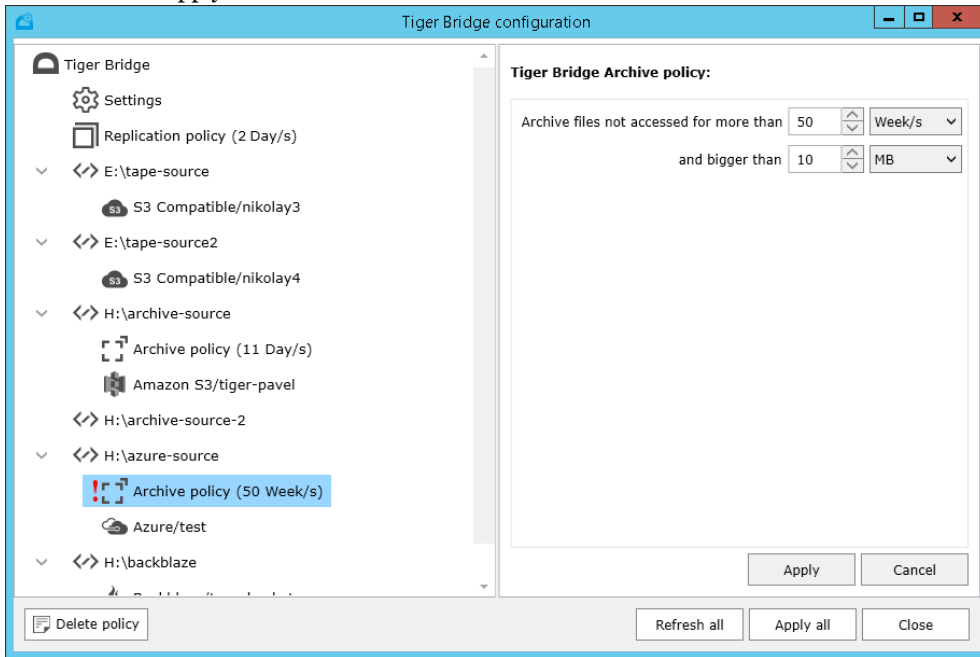 Tiger Bridge configuration
Tiger Bridge
Settings
Replication policy (2 Day/s)
E:\tape-source
S3 S3 Compatible/nikolay3
E:\tape-source2
S3 S3 Compatible/nikolay4
H:\archive-source
Archive policy (11 Day/s)
Amazon S3/tiger-pavel
H:\archive-source-2
H:\azure-source
! Archive policy (50 Week/s)
Azure/test
H:\backblaze
Tiger Bridge Archive policy:
Archive files not accessed for more than 50 Week/s
and bigger than 10 MB
Apply Cancel
Delete policy Refresh all Apply all Close